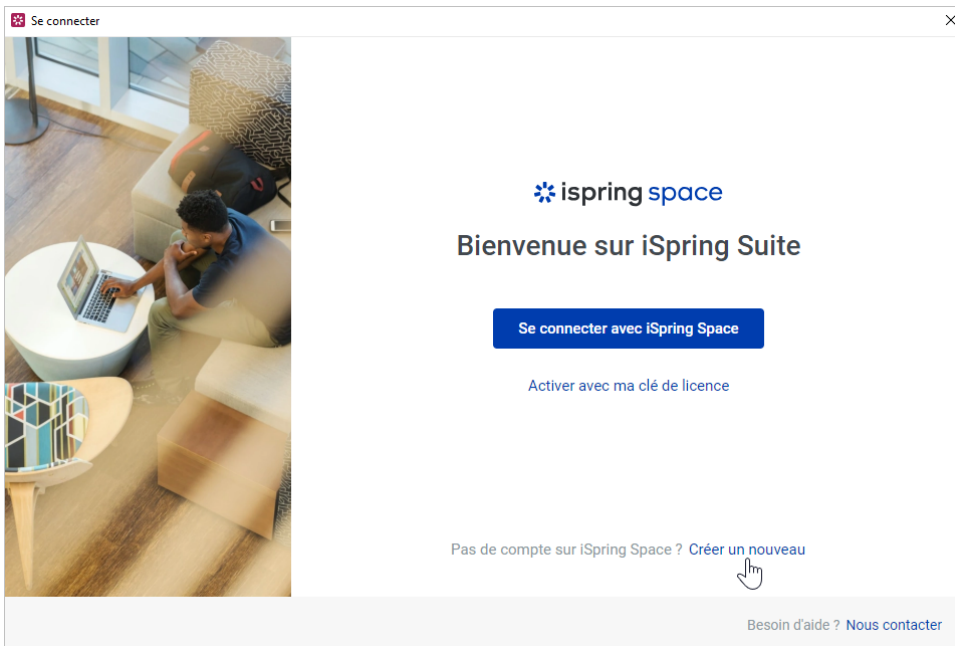 Se connecter
ispring space
Bienvenue sur iSpring Suite
Se connecter avec iSpring Space
Activer avec ma clé de licence
Pas de compte sur iSpring Space ? Créer un nouveau
Besoin d'aide ? Nous contacter